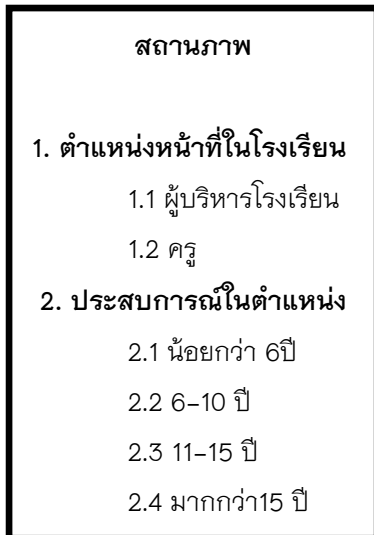 สถานภาพ
1. ตำแหน่งหน้าที่ในโรงเรียน
1.1 ผู้บริหารโรงเรียน
1.2 ครู
2. ประสบการณ์ในตำแหน่ง
2.1 น้อยกว่า 6ปี
2.2 6-10 ปี
2.3 11-15 ปี
2.4 มากกว่า15 ปี